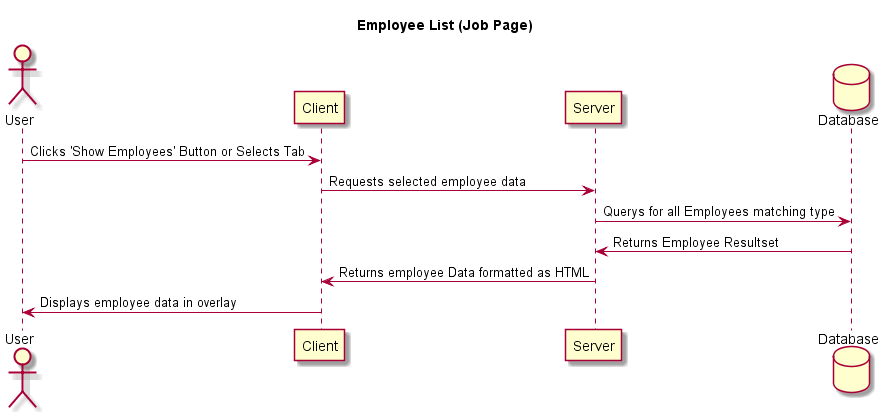 Employee List (Job Page)
User
Client
Server
Database
Clicks 'Show Employees' Button or Selects Tab
Requests selected employee data
Querys for all Employees matching type
Returns Employee Resultset
Returns employee Data formatted as HTML
Displays employee data in overlay
User
Client
Server
Database